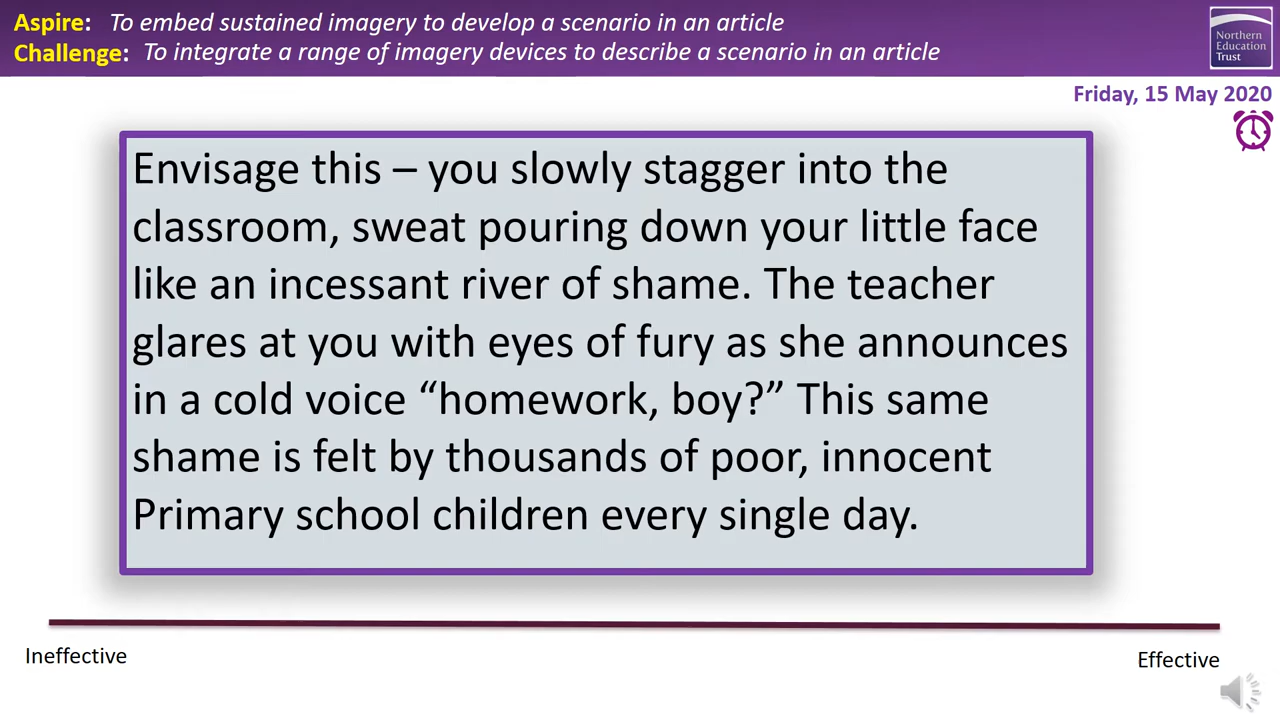 Aspire: To embed sustained imagery to develop a scenario in an article
Challenge: To integrate a range of imagery devices to describe a scenario in an article
Northern
Education
Trust
Friday, 15 May 2020
Envisage this – you slowly stagger into the
classroom, sweat pouring down your little face
like an incessant river of shame. The teacher
glares at you with eyes of fury as she announces
in a cold voice “homework, boy?” This same
shame is felt by thousands of poor, innocent
Primary school children every single day.
Ineffective
Effective